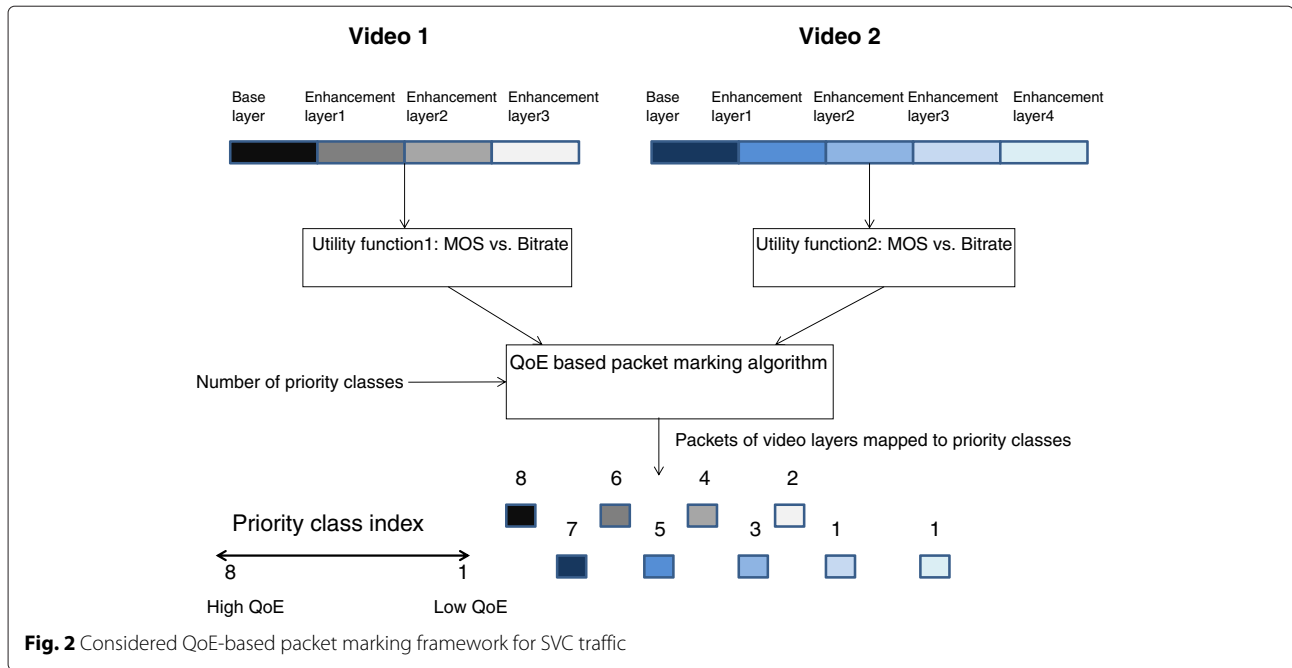 Video 1
Video 2
Base layer
Enhancement layer1
Enhancement layer2
Enhancement layer3
Base layer
Enhancement layer1
Enhancement layer2
Enhancement layer3
Enhancement layer4
Utility function1: MOS vs. Bitrate
Utility function2: MOS vs. Bitrate
QoE based packet marking algorithm
Number of priority classes
Packets of video layers mapped to priority classes
8 6 4 2
7 5 3 1 1
Priority class index
8 1
High QoE Low QoE
Fig. 2 Considered QoE-based packet marking framework for SVC traffic